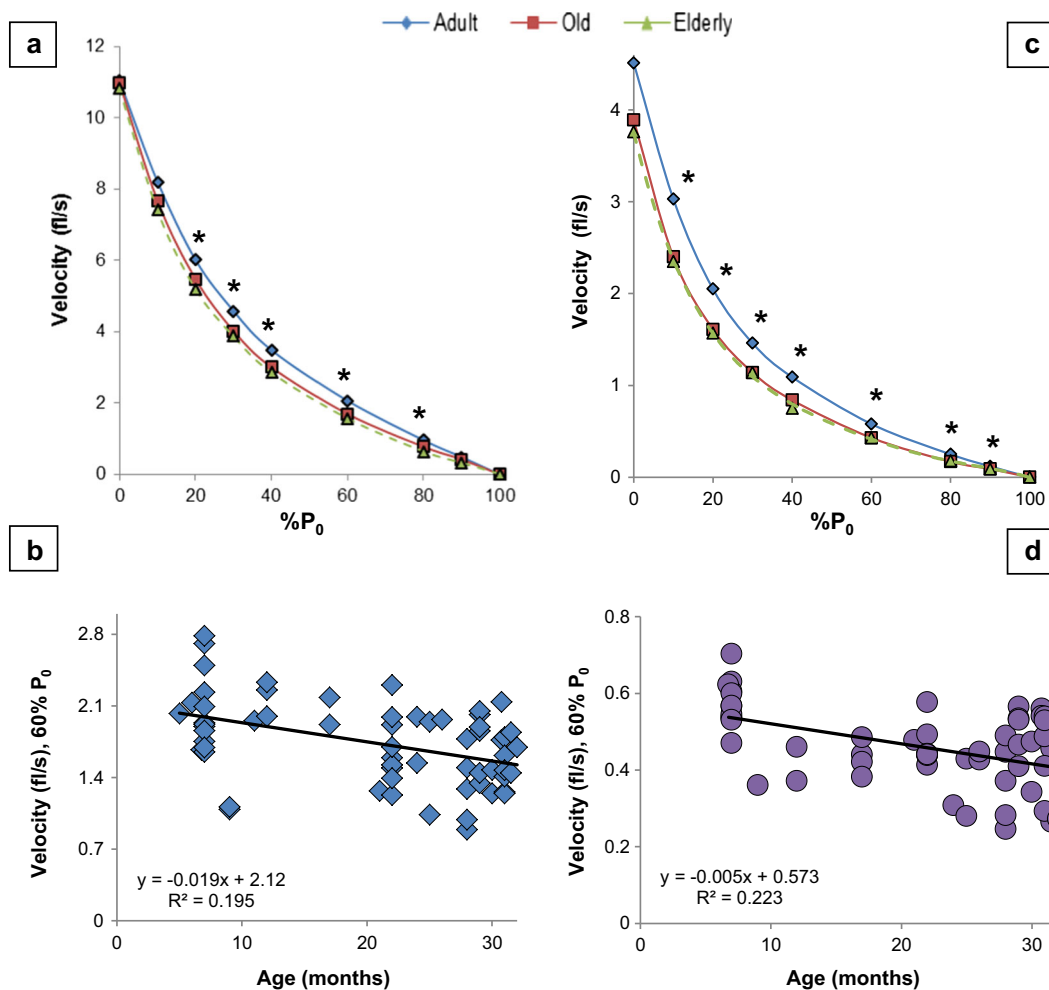 Adult Old Elderly
a
12
10
8
6
4
2
0
Velocity (fl/s)
* * * * *
0 20 40 60 80 100
%P0
c
4
3
2
1
0
Velocity (fl/s)
* * * * * * *
0 20 40 60 80 100
%P0
b
2.8
2.1
1.4
0.7
0
Velocity (fl/s), 60% P0
y = -0.019x + 2.12
R² = 0.195
0 10 20 30
Age (months)
d
0.8
0.6
0.4
0.2
0
Velocity (fl/s), 60% P0
y = -0.005x + 0.573
R² = 0.223
0 10 20 30
Age (months)